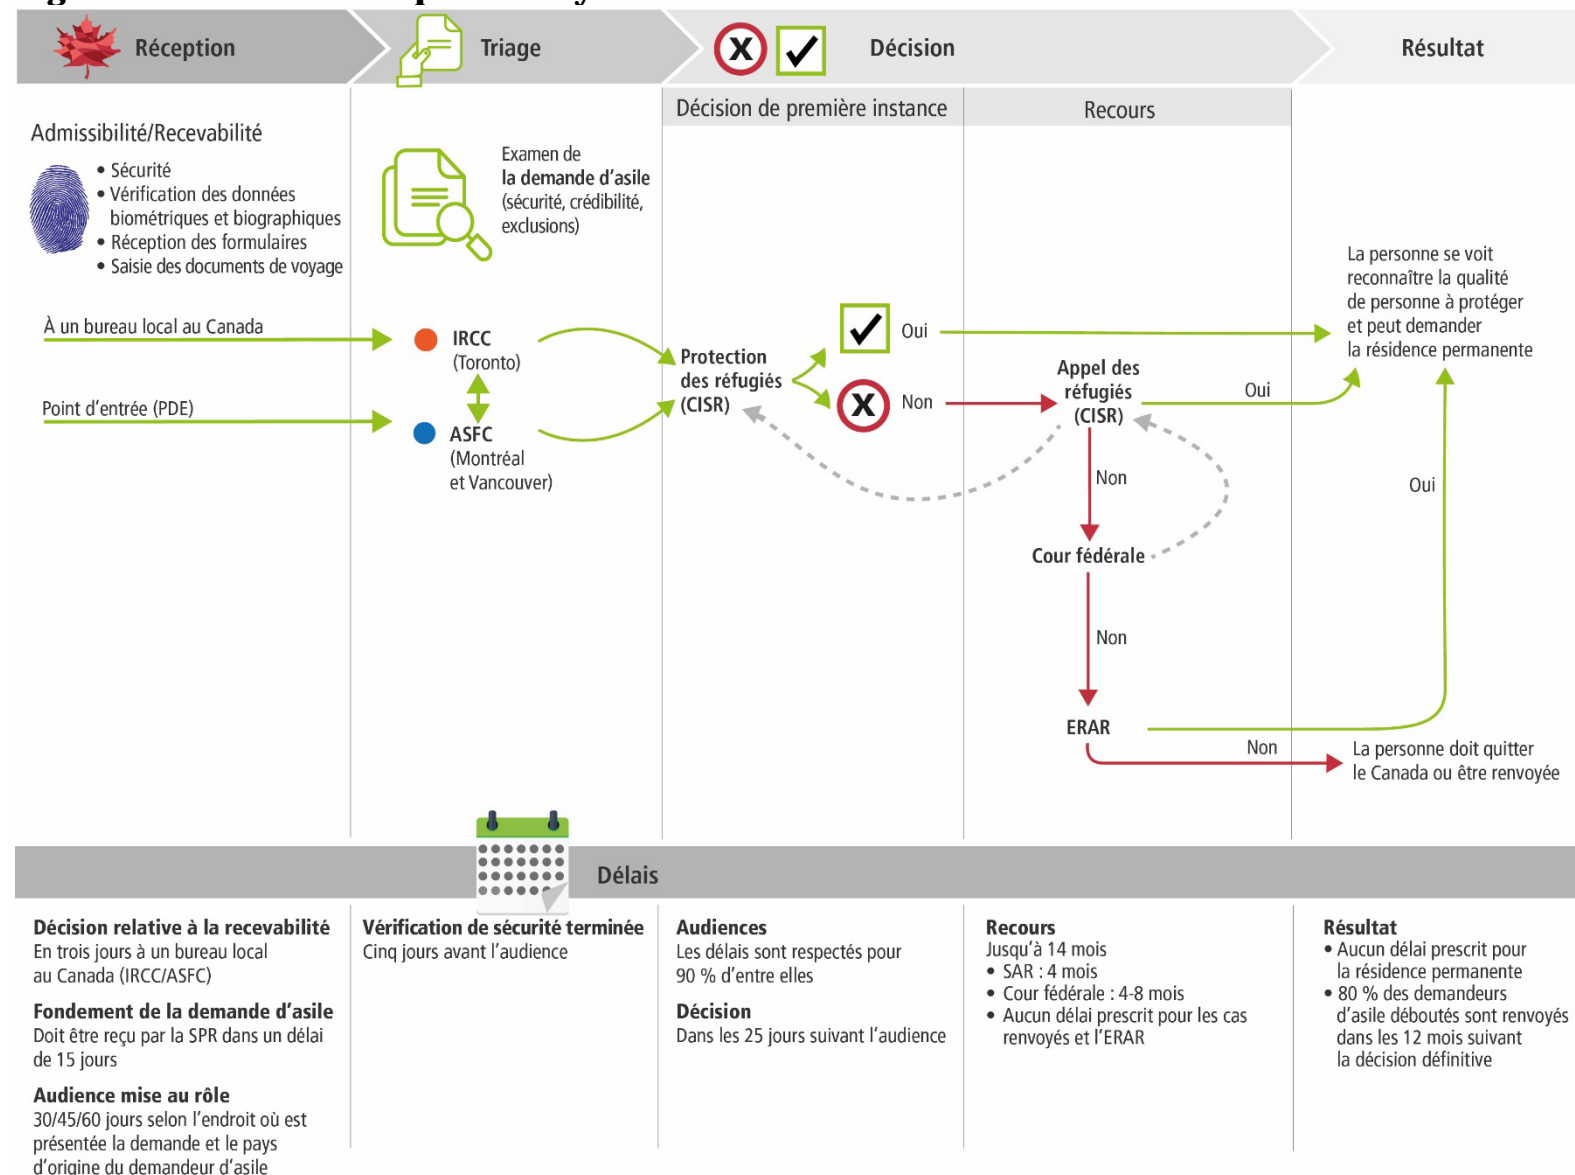 Réception
Triage
Décision
Résultat
Décision de première instance
Recours
Admissibilité/Recevabilité
• Sécurité
• Vérification des données
biométriques et biographiques
• Réception des formulaires
• Saisie des documents de voyage
Examen de
la demande d'asile
(sécurité, crédibilité,
exclusions)
À un bureau local au Canada
Point d'entrée (PDE)
IRCC
(Toronto)
ASFC
(Montréal
et Vancouver)
Protection
des réfugiés
(CISR)
Oui
Non
Appel des
réfugiés
(CISR)
Oui
Non
Cour fédérale
Non
ERAR
Oui
Non
La personne se voit
reconnaître la qualité
de personne à protéger
et peut demander
la résidence permanente
La personne doit quitter
le Canada ou être renvoyée
Délais
Décision relative à la recevabilité
En trois jours à un bureau local
au Canada (IRCC/ASFC)
Fondement de la demande d'asile
Doit être reçu par la SPR dans un délai
de 15 jours
Audience mise au rôle
30/45/60 jours selon l'endroit où est
présentée la demande et le pays
d'origine du demandeur d'asile
Vérification de sécurité terminée
Cinq jours avant l'audience
Audiences
Les délais sont respectés pour
90 % d'entre elles
Décision
Dans les 25 jours suivant l'audience
Recours
Jusqu'à 14 mois
• SAR : 4 mois
• Cour fédérale : 4-8 mois
• Aucun délai prescrit pour les cas
renvoyés et l'ERAR
Résultat
• Aucun délai prescrit pour
la résidence permanente
• 80 % des demandeurs
d'asile déboutés sont renvoyés
dans les 12 mois suivant
la décision définitive